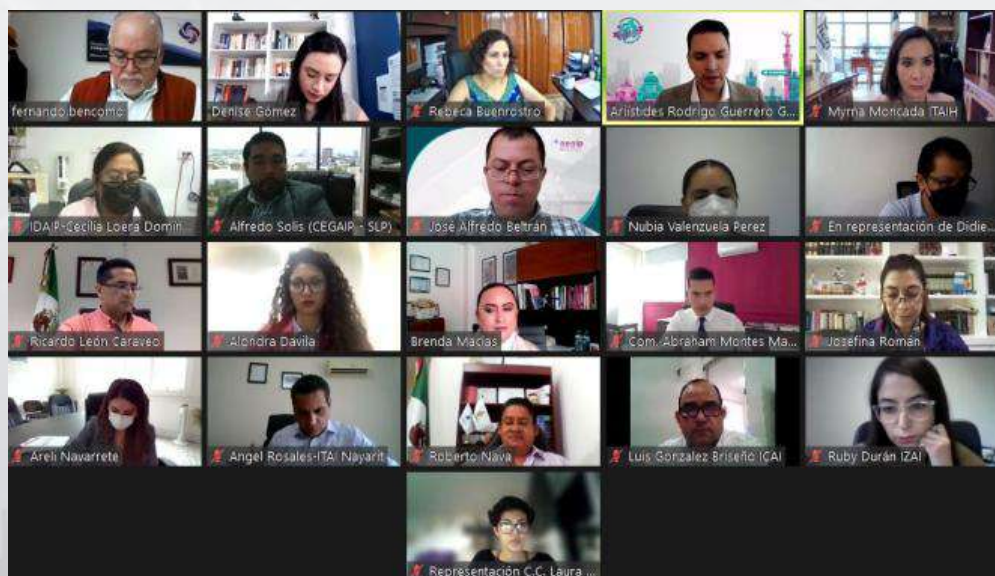 fernando.bencomo
Denise Gómez
Rebeca Buenrostro
Arístides Rodrigo Guerrero G...
Myrna Moncada ITAIH
IDAIP-Cecilia Loera Domin...
Alfredo Solis (CEGAIP - SLP)
Jose Alfredo Beltrán
Nubia Valenzuela Perez
En representación de Didie...
Ricardo León Caraveo
Alondra Dávila
Brenda Macías
Com. Abraham Montes Ma...
Josefina Román
Areli Navarrete
Angel Rosales-ITAI Nayarit
Roberto Nava
Luis Gonzalez Briseño ICAI
Ruby Durán IZAI
Representación C.C. Laura ...